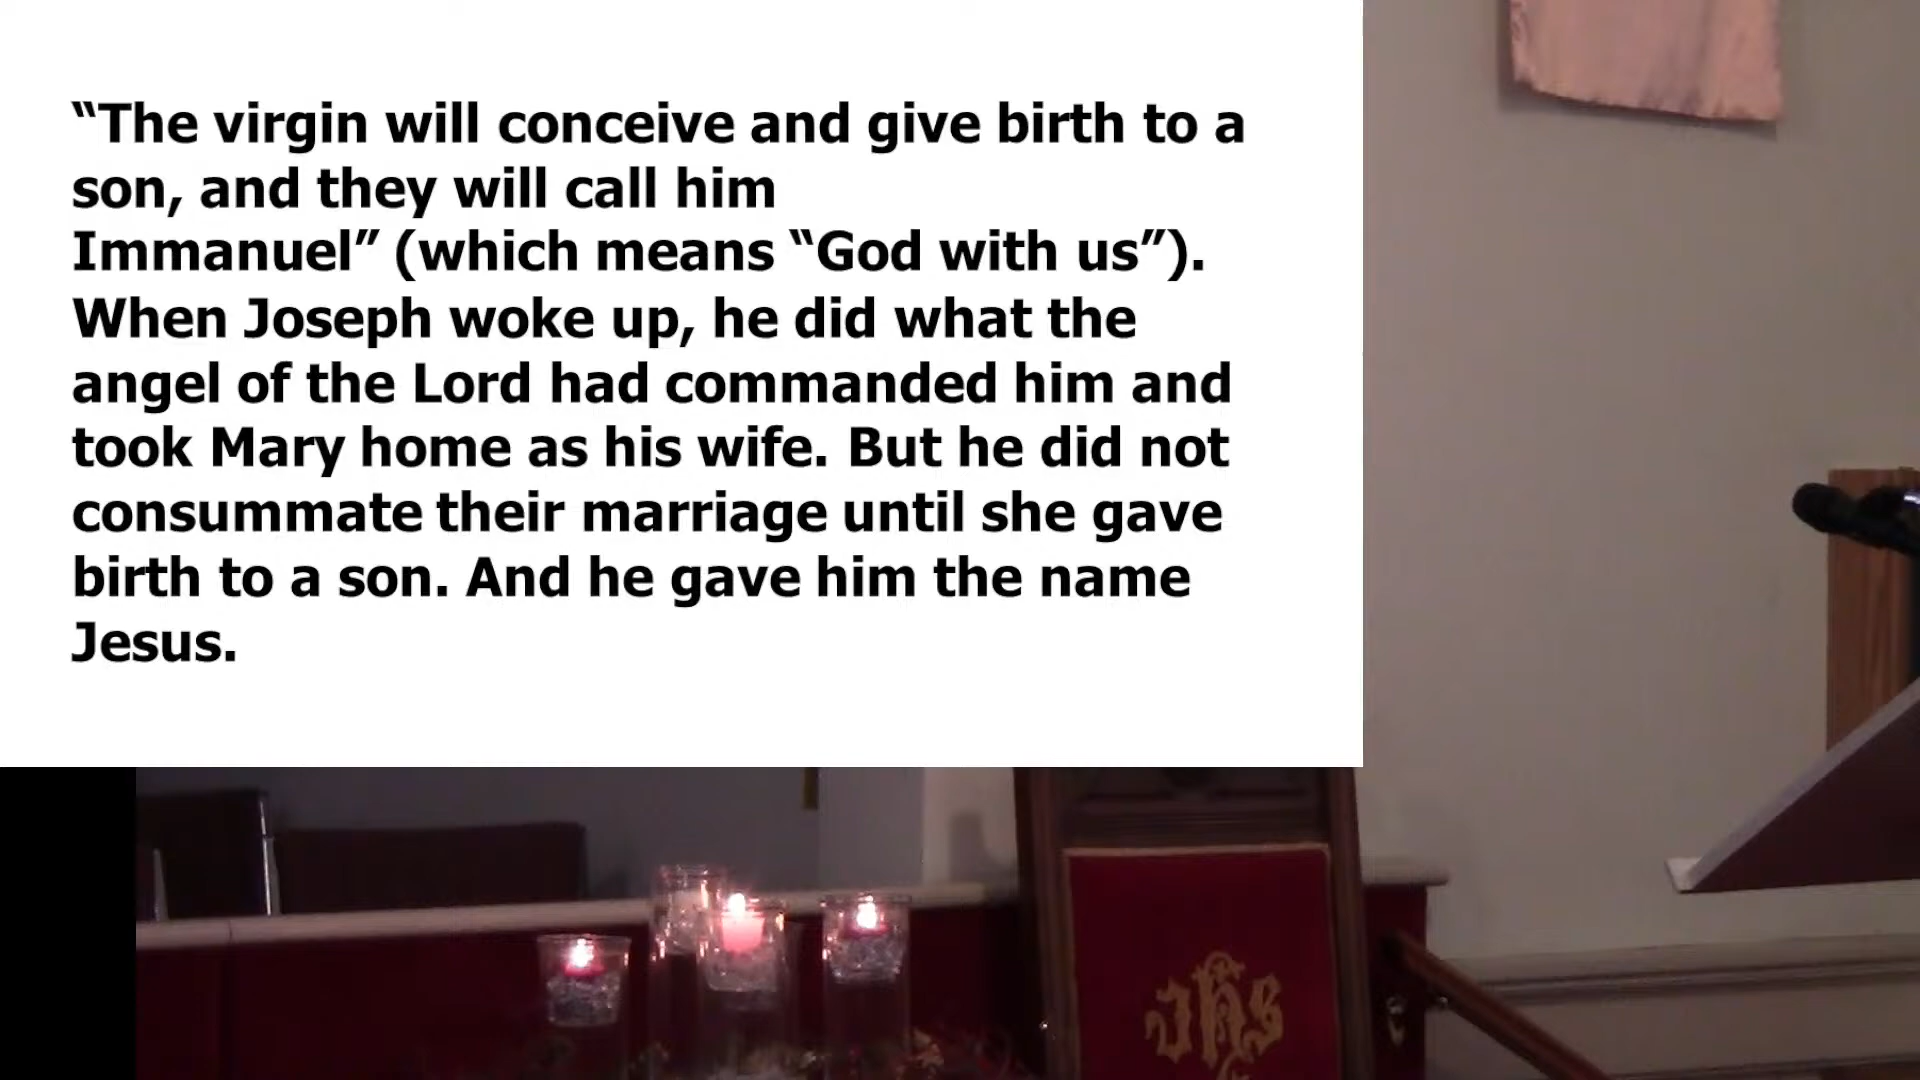 “The virgin will conceive and give birth to a
son, and they will call him
Immanuel” (which means “God with us”).
When Joseph woke up, he did what the
angel of the Lord had commanded him and
took Mary home as his wife. But he did not
consummate their marriage until she gave
birth to a son. And he gave him the name
Jesus.
JHS